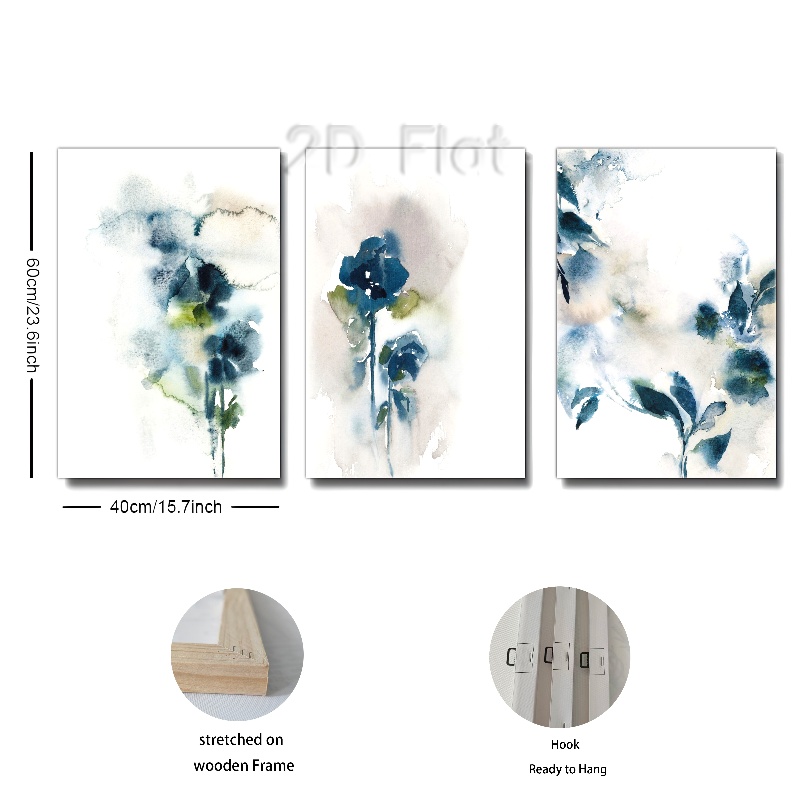 2D Flat
60cm/23.6inch
40cm/15.7inch
stretched on
wooden Frame
Hook
Ready to Hang